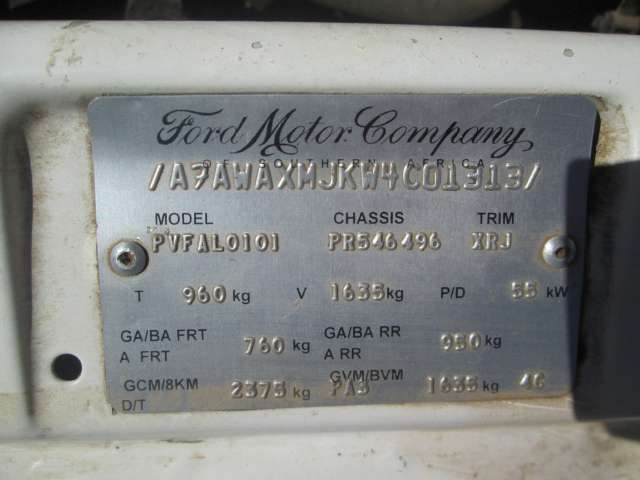 Ford Motor Company
OF SOUTHERN AFRICA
/A9AWAXMJKW4C01313/
MODEL CHASSIS TRIM
PVFAL0101 PR546496 XRJ
T 960 kg V 1635 kg P/D 55 kW
GA/BA FRT 760 kg GA/BA RR 950 kg
A FRT A RR
GCM/8KM 2375 kg GVM/BVM PA3 1635 kg 4C
D/T